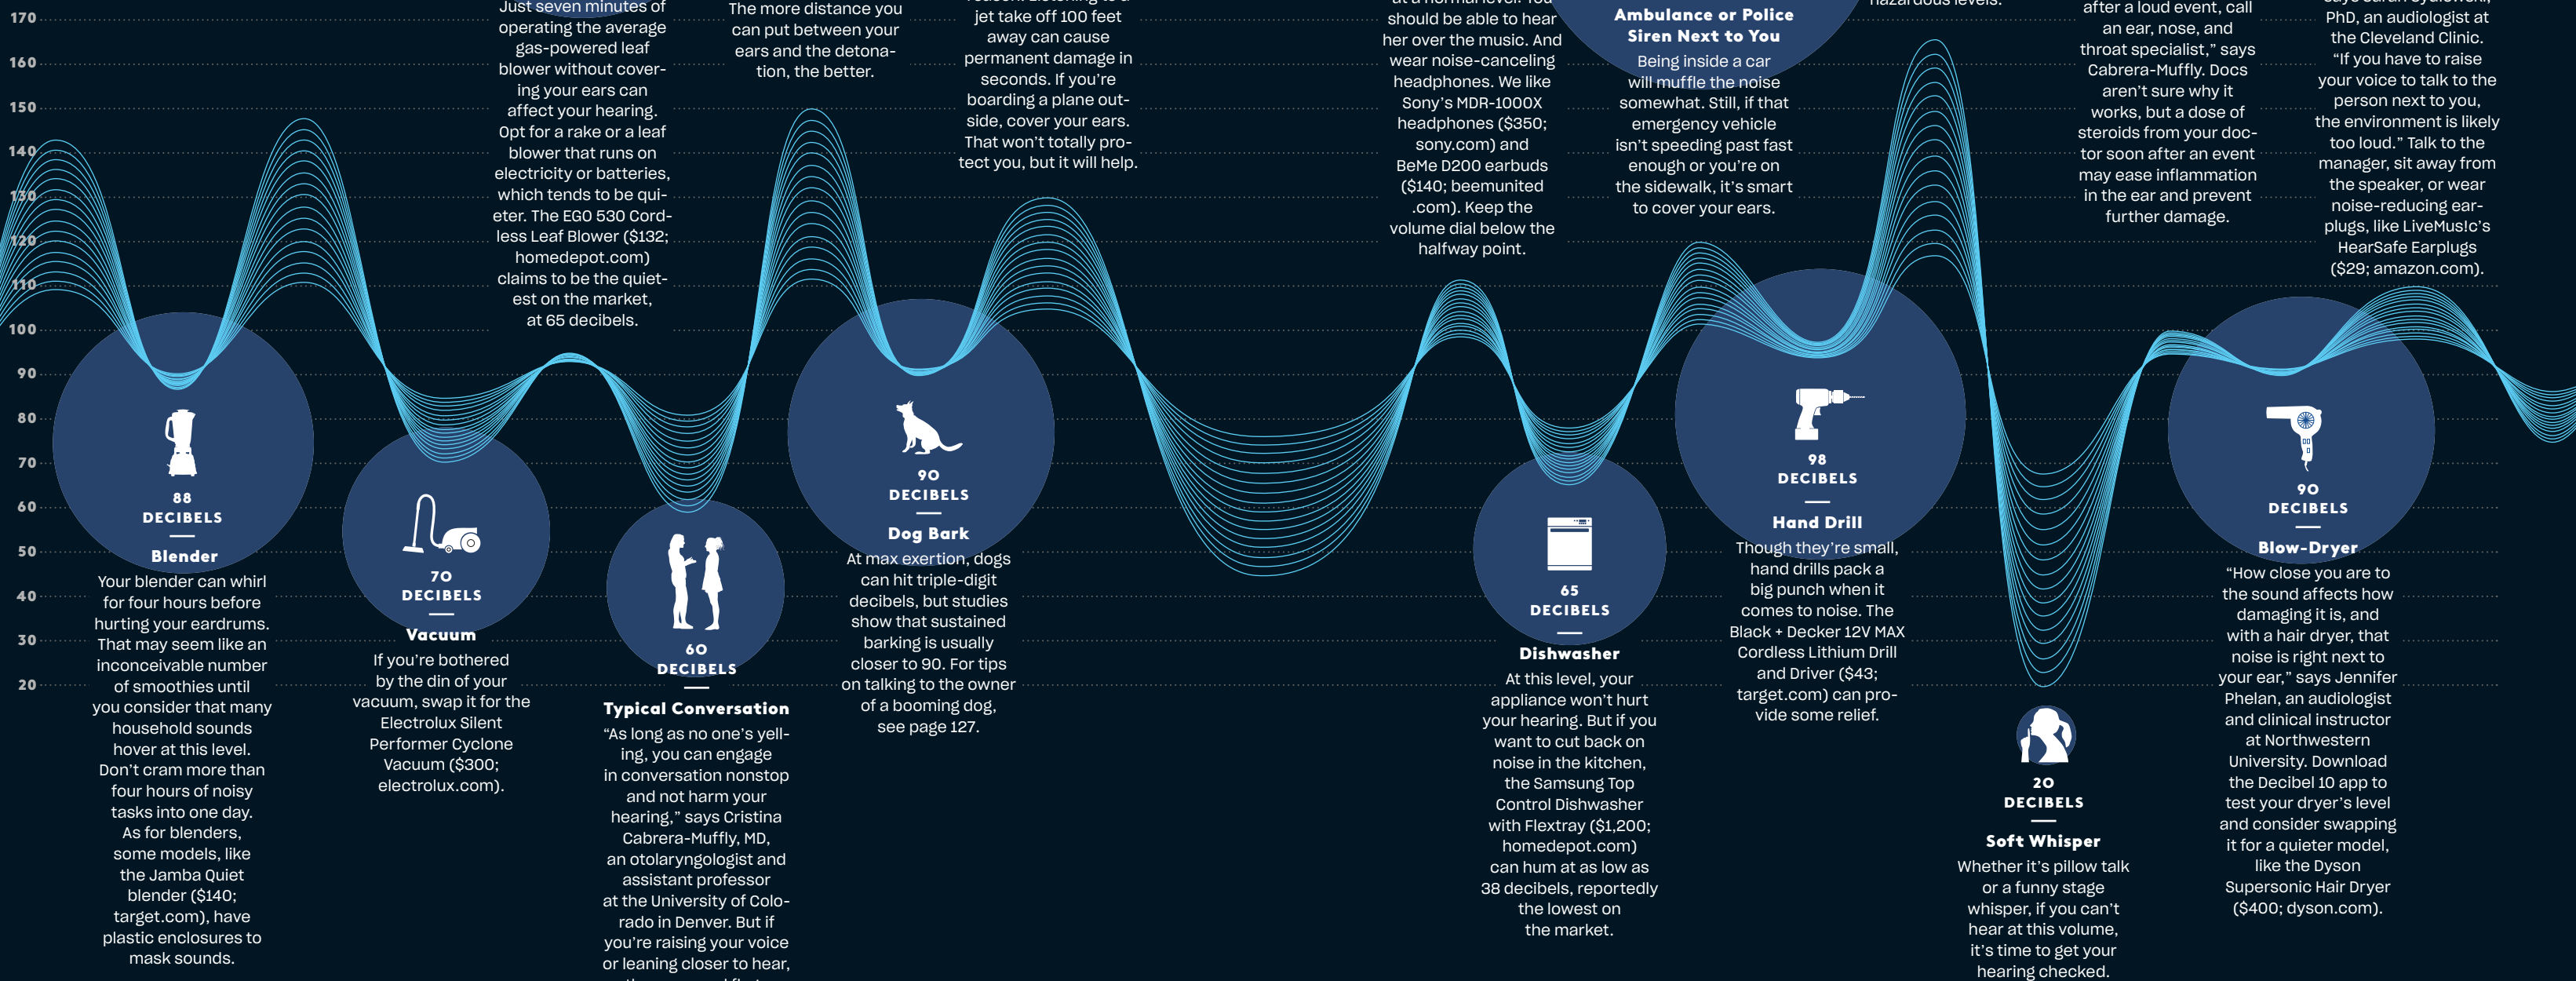 170
160
150
140
130
120
110
100
90
80
70
60
50
40
30
20
Just seven minutes of
operating the average
gas-powered leaf
blower without cover-
ing your ears can
affect your hearing.
Opt for a rake or a leaf
blower that runs on
electricity or batteries,
which tends to be qui-
eter. The EGO 530 Cord-
less Leaf Blower ($132;
homedepot.com)
claims to be the quiet-
est on the market,
at 65 decibels.
The more distance you
can put between your
ears and the detona-
tion, the better.
jet take off 100 feet
away can cause
permanent damage in
seconds. If you’re
boarding a plane out-
side, cover your ears.
That won’t totally pro-
tect you, but it will help.
should be able to hear
her over the music. And
wear noise-canceling
headphones. We like
Sony’s MDR-1000X
headphones ($350;
sony.com) and
BeMe D200 earbuds
($140; beemunited
.com). Keep the
volume dial below the
halfway point.
Ambulance or Police
Siren Next to You
Being inside a car
will muffle the noise
somewhat. Still, if that
emergency vehicle
isn’t speeding past fast
enough or you’re on
the sidewalk, it’s smart
to cover your ears.
hazardous levels.
after a loud event, call
an ear, nose, and
throat specialist,” says
Cabrera-Muffly. Docs
aren’t sure why it
works, but a dose of
steroids from your doc-
tor soon after an event
may ease inflammation
in the ear and prevent
further damage.
PhD, an audiologist at
the Cleveland Clinic.
“If you have to raise
your voice to talk to the
person next to you,
the environment is likely
too loud.” Talk to the
manager, sit away from
the speaker, or wear
noise-reducing ear-
plugs, like LiveMus!c’s
HearSafe Earplugs
($29; amazon.com).
88
DECIBELS
Blender
Your blender can whirl
for four hours before
hurting your eardrums.
That may seem like an
inconceivable number
of smoothies until
you consider that many
household sounds
hover at this level.
Don’t cram more than
four hours of noisy
tasks into one day.
As for blenders,
some models, like
the Jamba Quiet
blender ($140;
target.com), have
plastic enclosures to
mask sounds.
70
DECIBELS
Vacuum
If you’re bothered
by the din of your
vacuum, swap it for the
Electrolux Silent
Performer Cyclone
Vacuum ($300;
electrolux.com).
60
DECIBELS
Typical Conversation
“As long as no one’s yell-
ing, you can engage
in conversation nonstop
and not harm your
hearing,” says Cristina
Cabrera-Muffly, MD,
an otolaryngologist and
assistant professor
at the University of Colo-
rado in Denver. But if
you’re raising your voice
or leaning closer to hear,
90
DECIBELS
Dog Bark
At max exertion, dogs
can hit triple-digit
decibels, but studies
show that sustained
barking is usually
closer to 90. For tips
on talking to the owner
of a booming dog,
see page 127.
65
DECIBELS
Dishwasher
At this level, your
appliance won’t hurt
your hearing. But if you
want to cut back on
noise in the kitchen,
the Samsung Top
Control Dishwasher
with Flextray ($1,200;
homedepot.com)
can hum at as low as
38 decibels, reportedly
the lowest on
the market.
98
DECIBELS
Hand Drill
Though they’re small,
hand drills pack a
big punch when it
comes to noise. The
Black + Decker 12V MAX
Cordless Lithium Drill
and Driver ($43;
target.com) can pro-
vide some relief.
20
DECIBELS
Soft Whisper
Whether it’s pillow talk
or a funny stage
whisper, if you can’t
hear at this volume,
it’s time to get your
hearing checked.
90
DECIBELS
Blow-Dryer
“How close you are to
the sound affects how
damaging it is, and
with a hair dryer, that
noise is right next to
your ear,” says Jennifer
Phelan, an audiologist
and clinical instructor
at Northwestern
University. Download
the Decibel 10 app to
test your dryer’s level
and consider swapping
it for a quieter model,
like the Dyson
Supersonic Hair Dryer
($400; dyson.com).